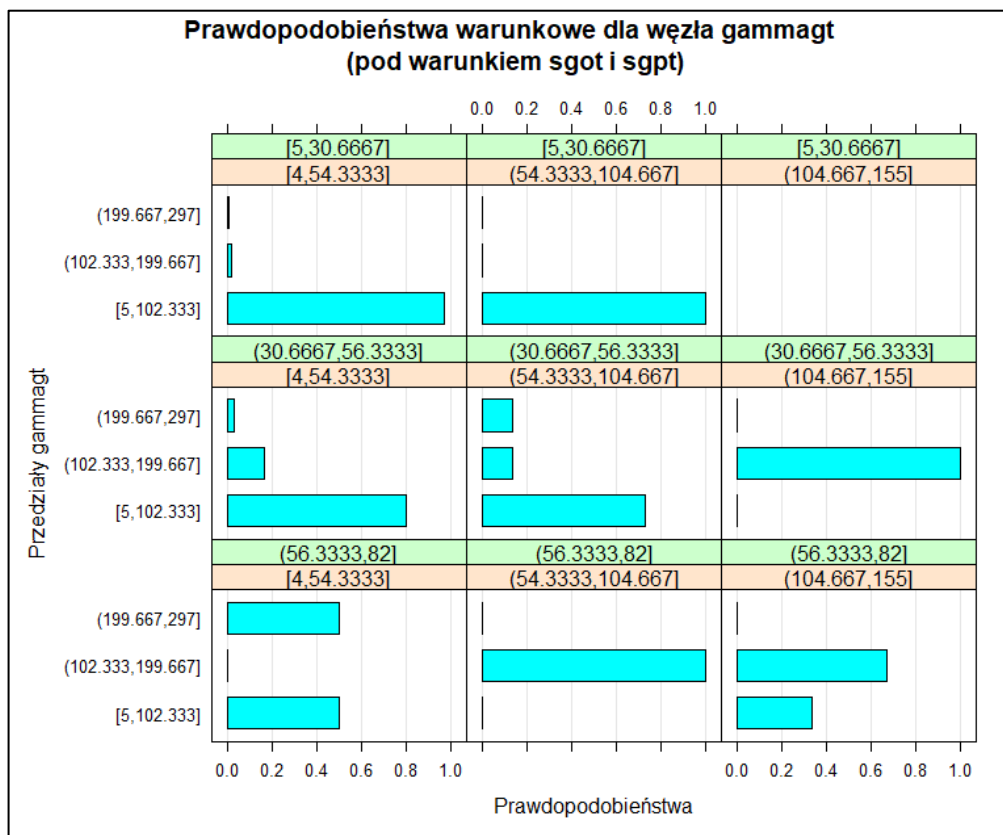 Prawdopodobieństwa warunkowe dla węzła gammagt
(pod warunkiem sgot i sgpt)
0.0 0.2 0.4 0.6 0.8 1.0
[5,30.6667] [5,30.6667] [5,30.6667]
[4,54.3333] (54.3333,104.667] (104.667,155]
(199.667,297]
(102.333,199.667]
[5,102.333]
(30.6667,56.3333] (30.6667,56.3333] (30.6667,56.3333]
[4,54.3333] (54.3333,104.667] (104.667,155]
(199.667,297]
(102.333,199.667]
[5,102.333]
(56.3333,82] (56.3333,82] (56.3333,82]
[4,54.3333] (54.3333,104.667] (104.667,155]
(199.667,297]
(102.333,199.667]
[5,102.333]
0.0 0.2 0.4 0.6 0.8 1.0 0.0 0.2 0.4 0.6 0.8 1.0
Prawdopodobieństwa
Przedziały gammagt